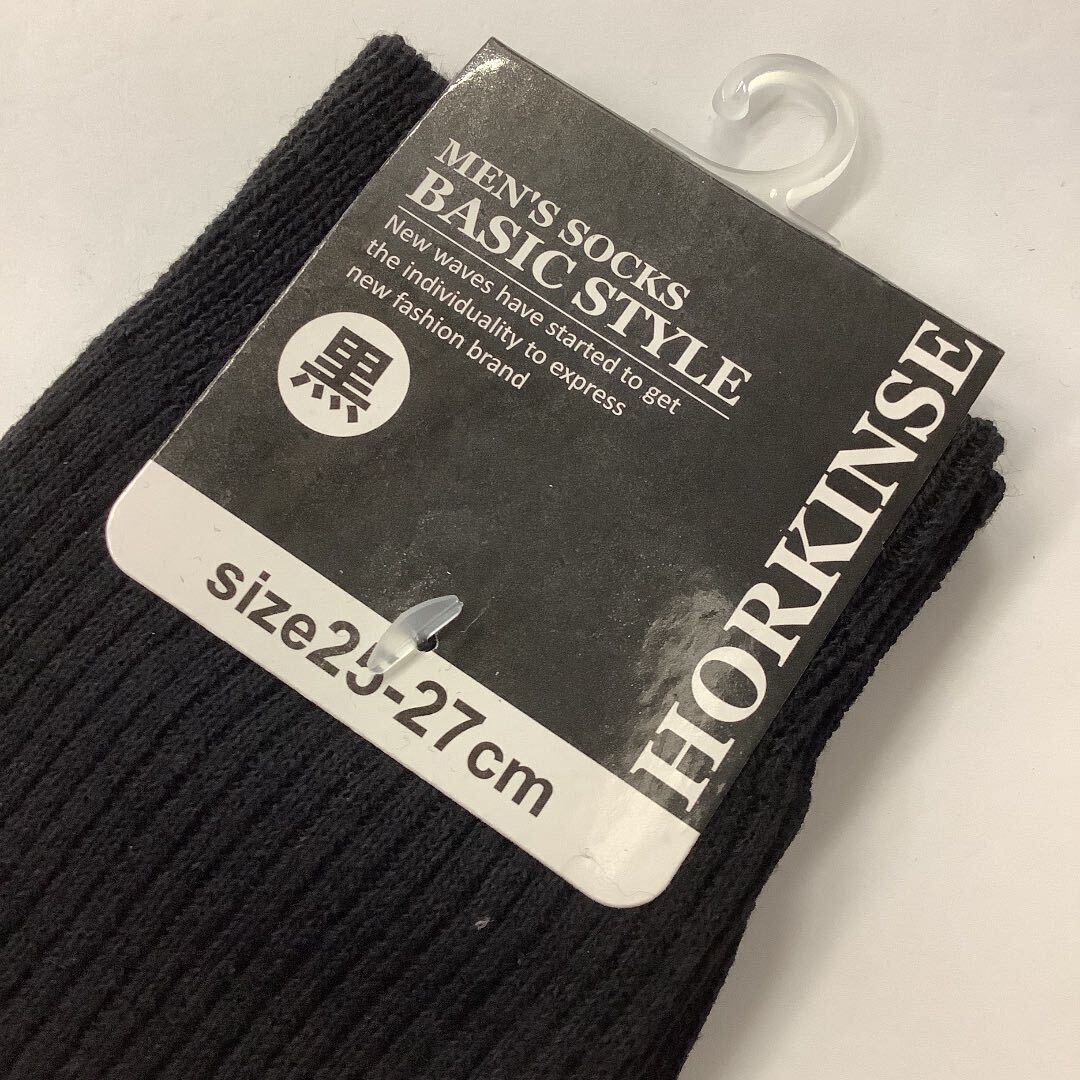 MEN'S SOCKS
BASIC STYLE
New waves have started to get
the individuality to express
new fashion brand
黒
HORKINSE
size25-27cm